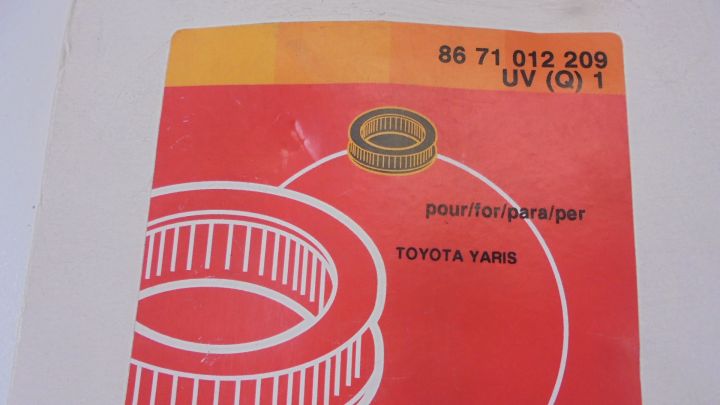 86 71 012 209
UV (Q) 1
pour/for/para/per
TOYOTA YARIS